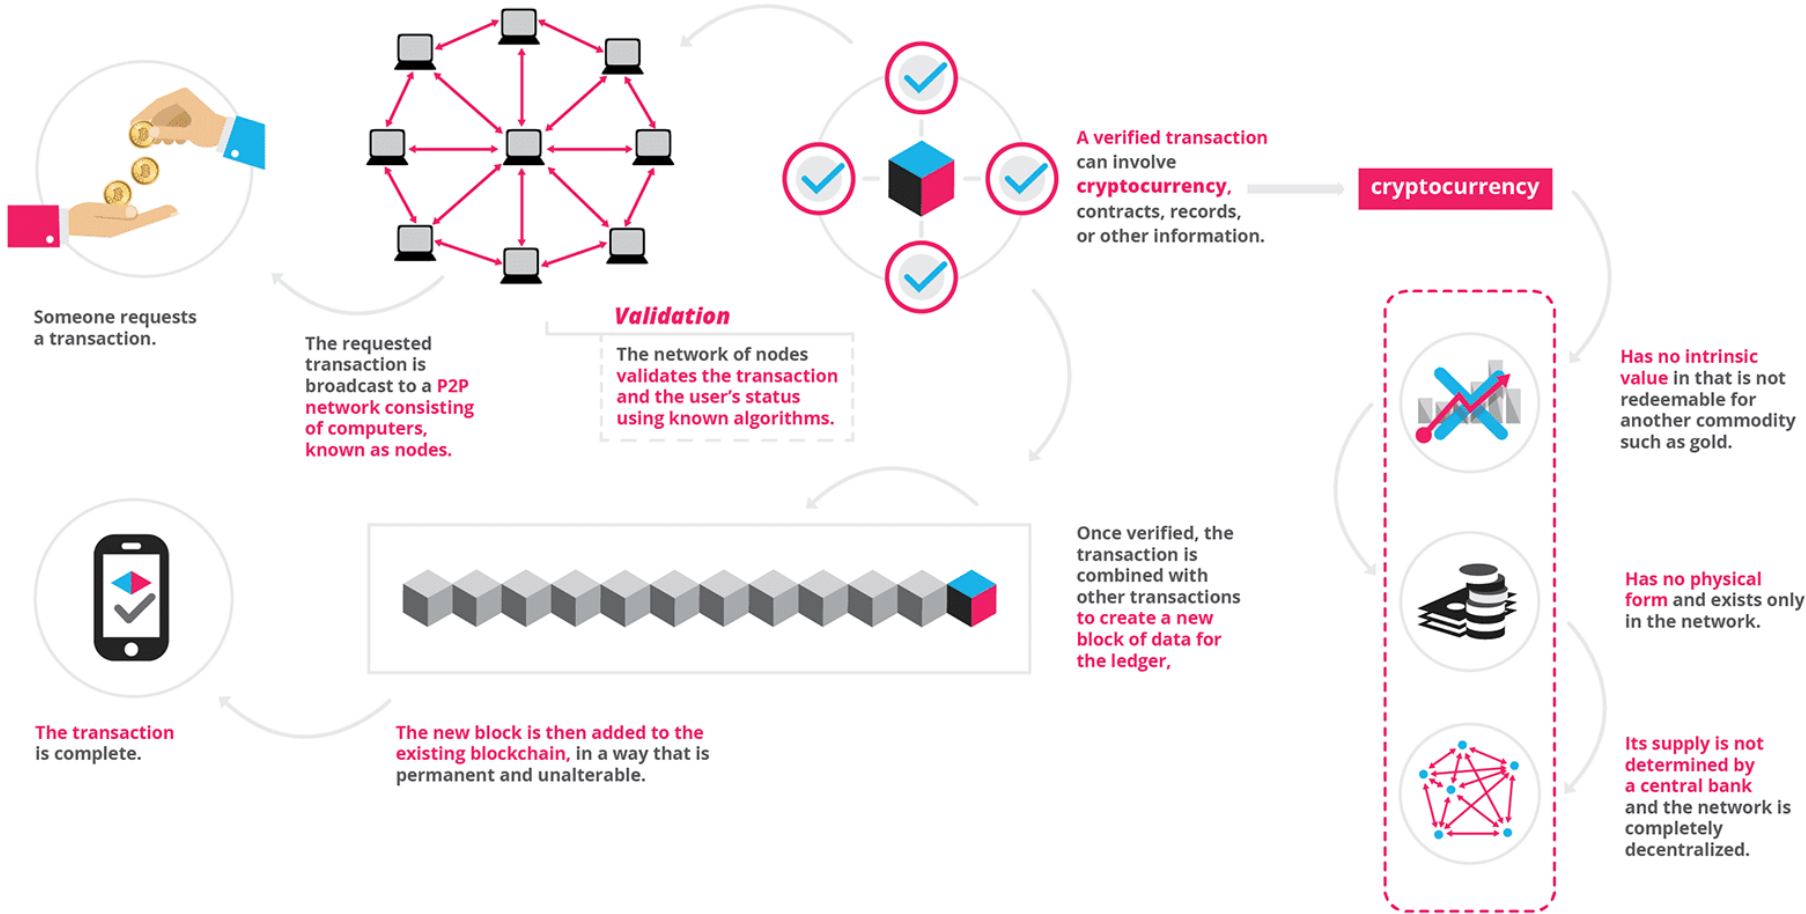 Someone requests
a transaction.
The requested
transaction is
broadcast to a P2P
network consisting
of computers,
known as nodes.
Validation
The network of nodes
validates the transaction
and the user's status
using known algorithms.
A verified transaction
can involve
cryptocurrency,
contracts, records,
or other information.
cryptocurrency
Has no intrinsic
value in that is not
redeemable for
another commodity
such as gold.
Has no physical
form and exists only
in the network.
Its supply is not
determined by
a central bank
and the network is
completely
decentralized.
Once verified, the
transaction is
combined with
other transactions
to create a new
block of data for
the ledger,
The new block is then added to the
existing blockchain, in a way that is
permanent and unalterable.
The transaction
is complete.